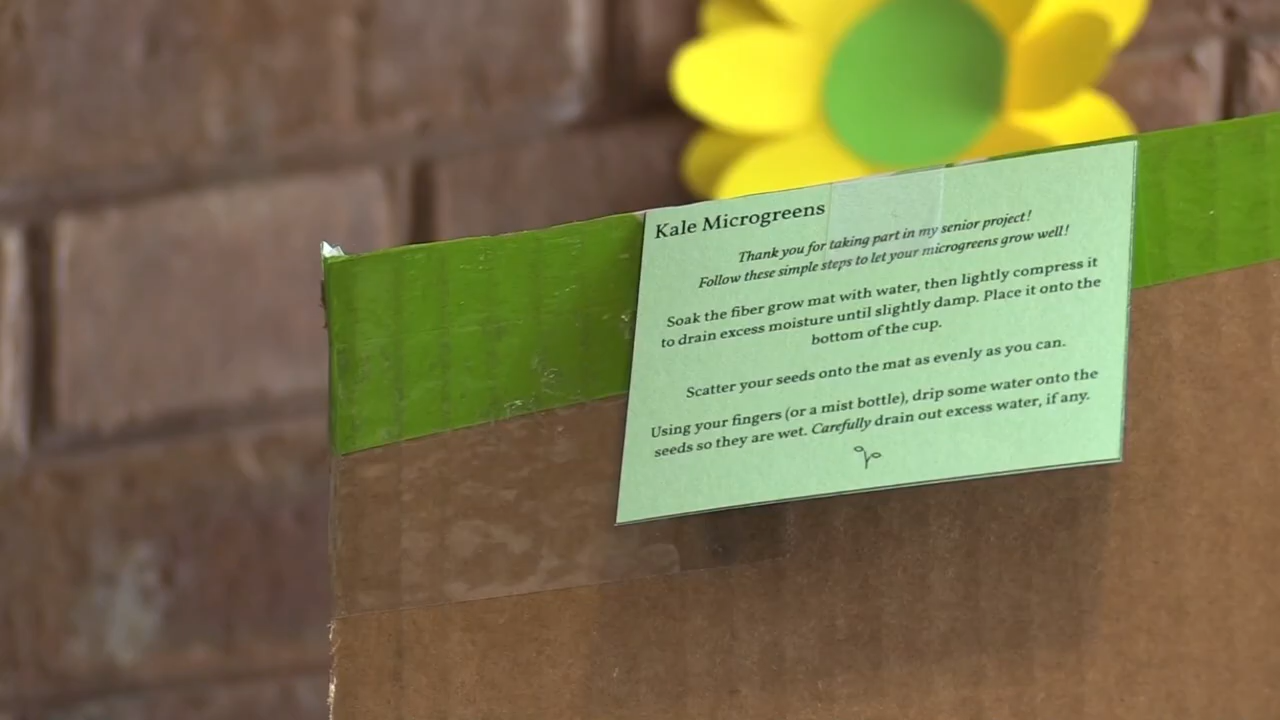 Kale Microgreens
Thank you for taking part in my senior project!
Follow these simple steps to let your microgreens grow well!
Soak the fiber grow mat with water, then lightly compress it
to drain excess moisture until slightly damp. Place it onto the
bottom of the cup.
Scatter your seeds onto the mat as evenly as you can.
Using your fingers (or a mist bottle), drip some water onto the
seeds so they are wet. Carefully drain out excess water, if any.